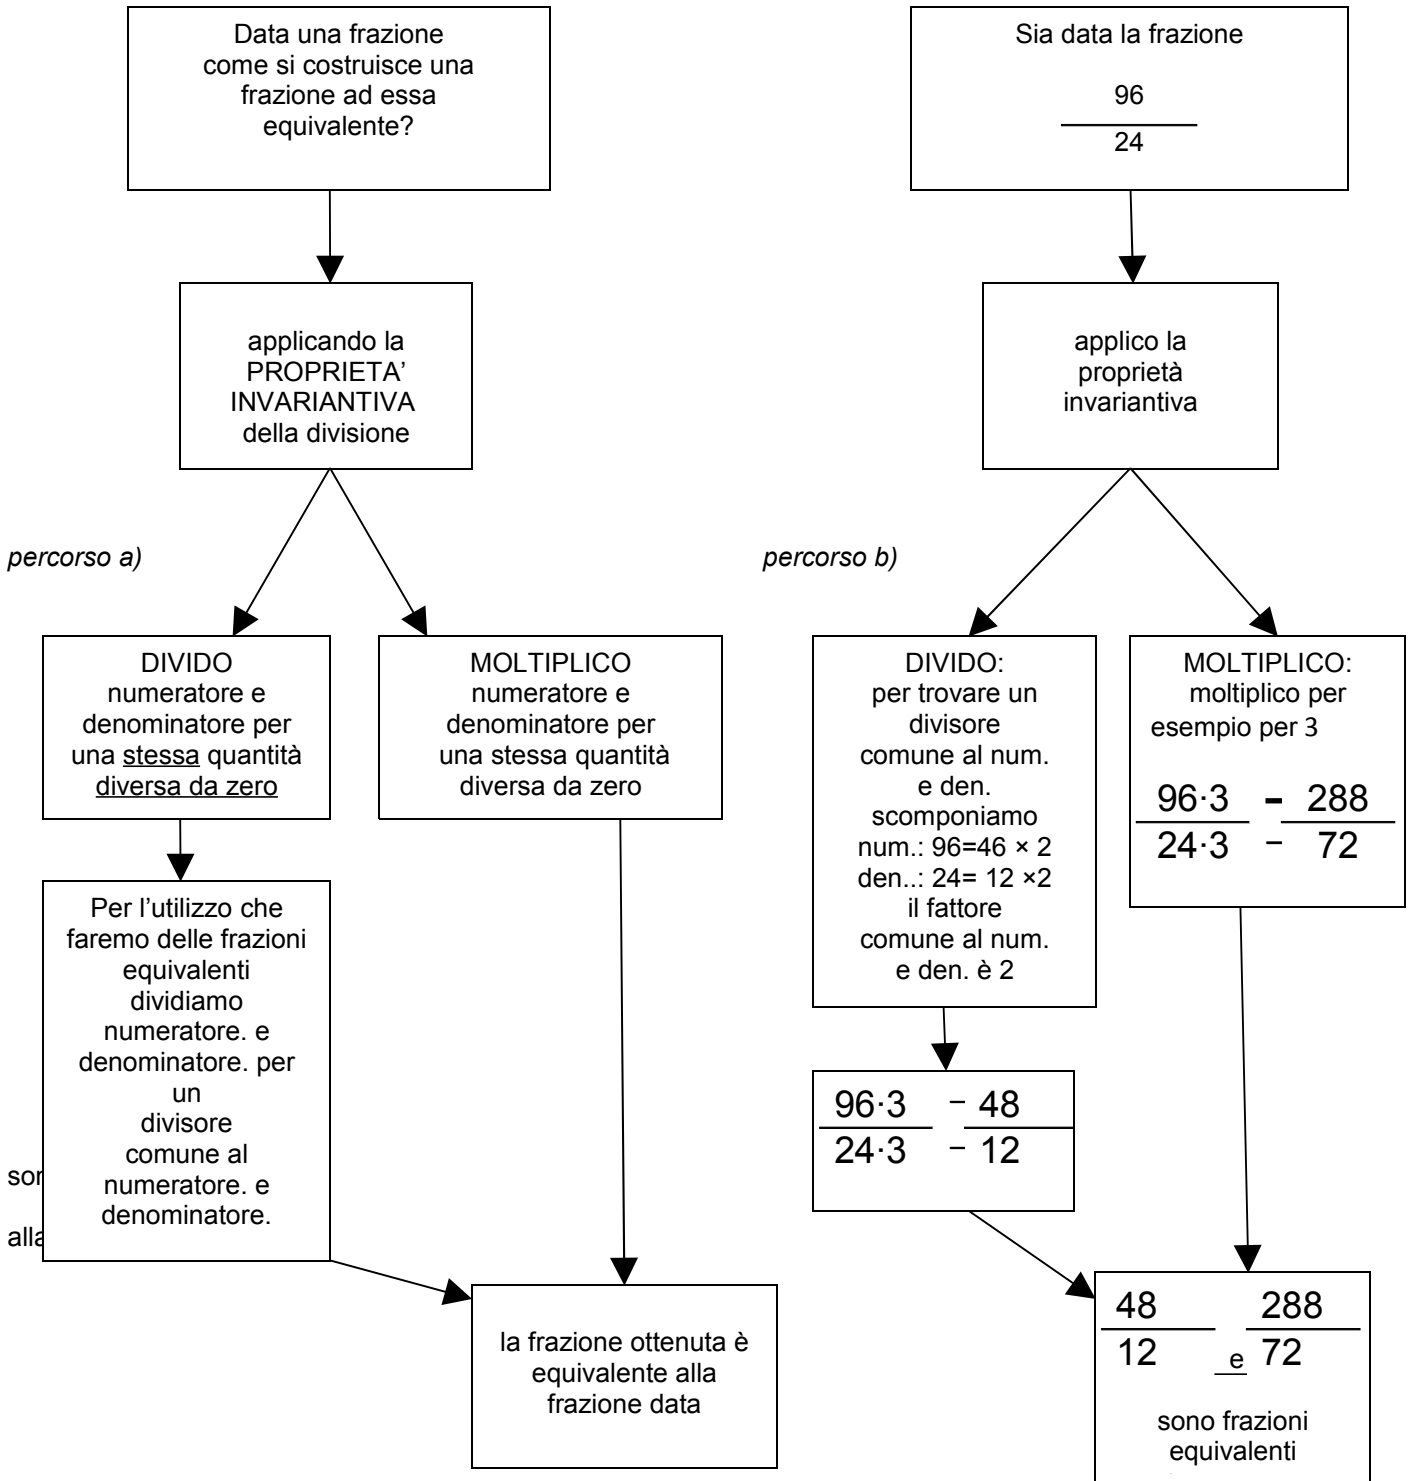 Data una frazione
come si costruisce una
frazione ad essa
equivalente?
applicando la
PROPRIETA’
INVARIANTIVA
della divisione
percorso a)
DIVIDO
numeratore e
denominatore per
una stessa quantità
diversa da zero
MOLTIPLICO
numeratore e
denominatore per
una stessa quantità
diversa da zero
Per l’utilizzo che
faremo delle frazioni
equivalenti
dividiamo
numeratore. e
denominatore. per
un
divisore
comune al
numeratore. e
denominatore.
la frazione ottenuta è
equivalente alla
frazione data
Sia data la frazione
96
24
applico la
proprietà
invariantiva
percorso b)
DIVIDO:
per trovare un
divisore
comune al num.
e den.
scomponiamo
num.: 96=46 × 2
den..: 24= 12 ×2
il fattore
comune al num.
e den. è 2
MOLTIPLICO:
moltiplico per
esempio per 3
96·3 - 288
24·3 - 72
96·3 - 48
24·3 - 12
48 288
12 e 72
sono frazioni
equivalenti